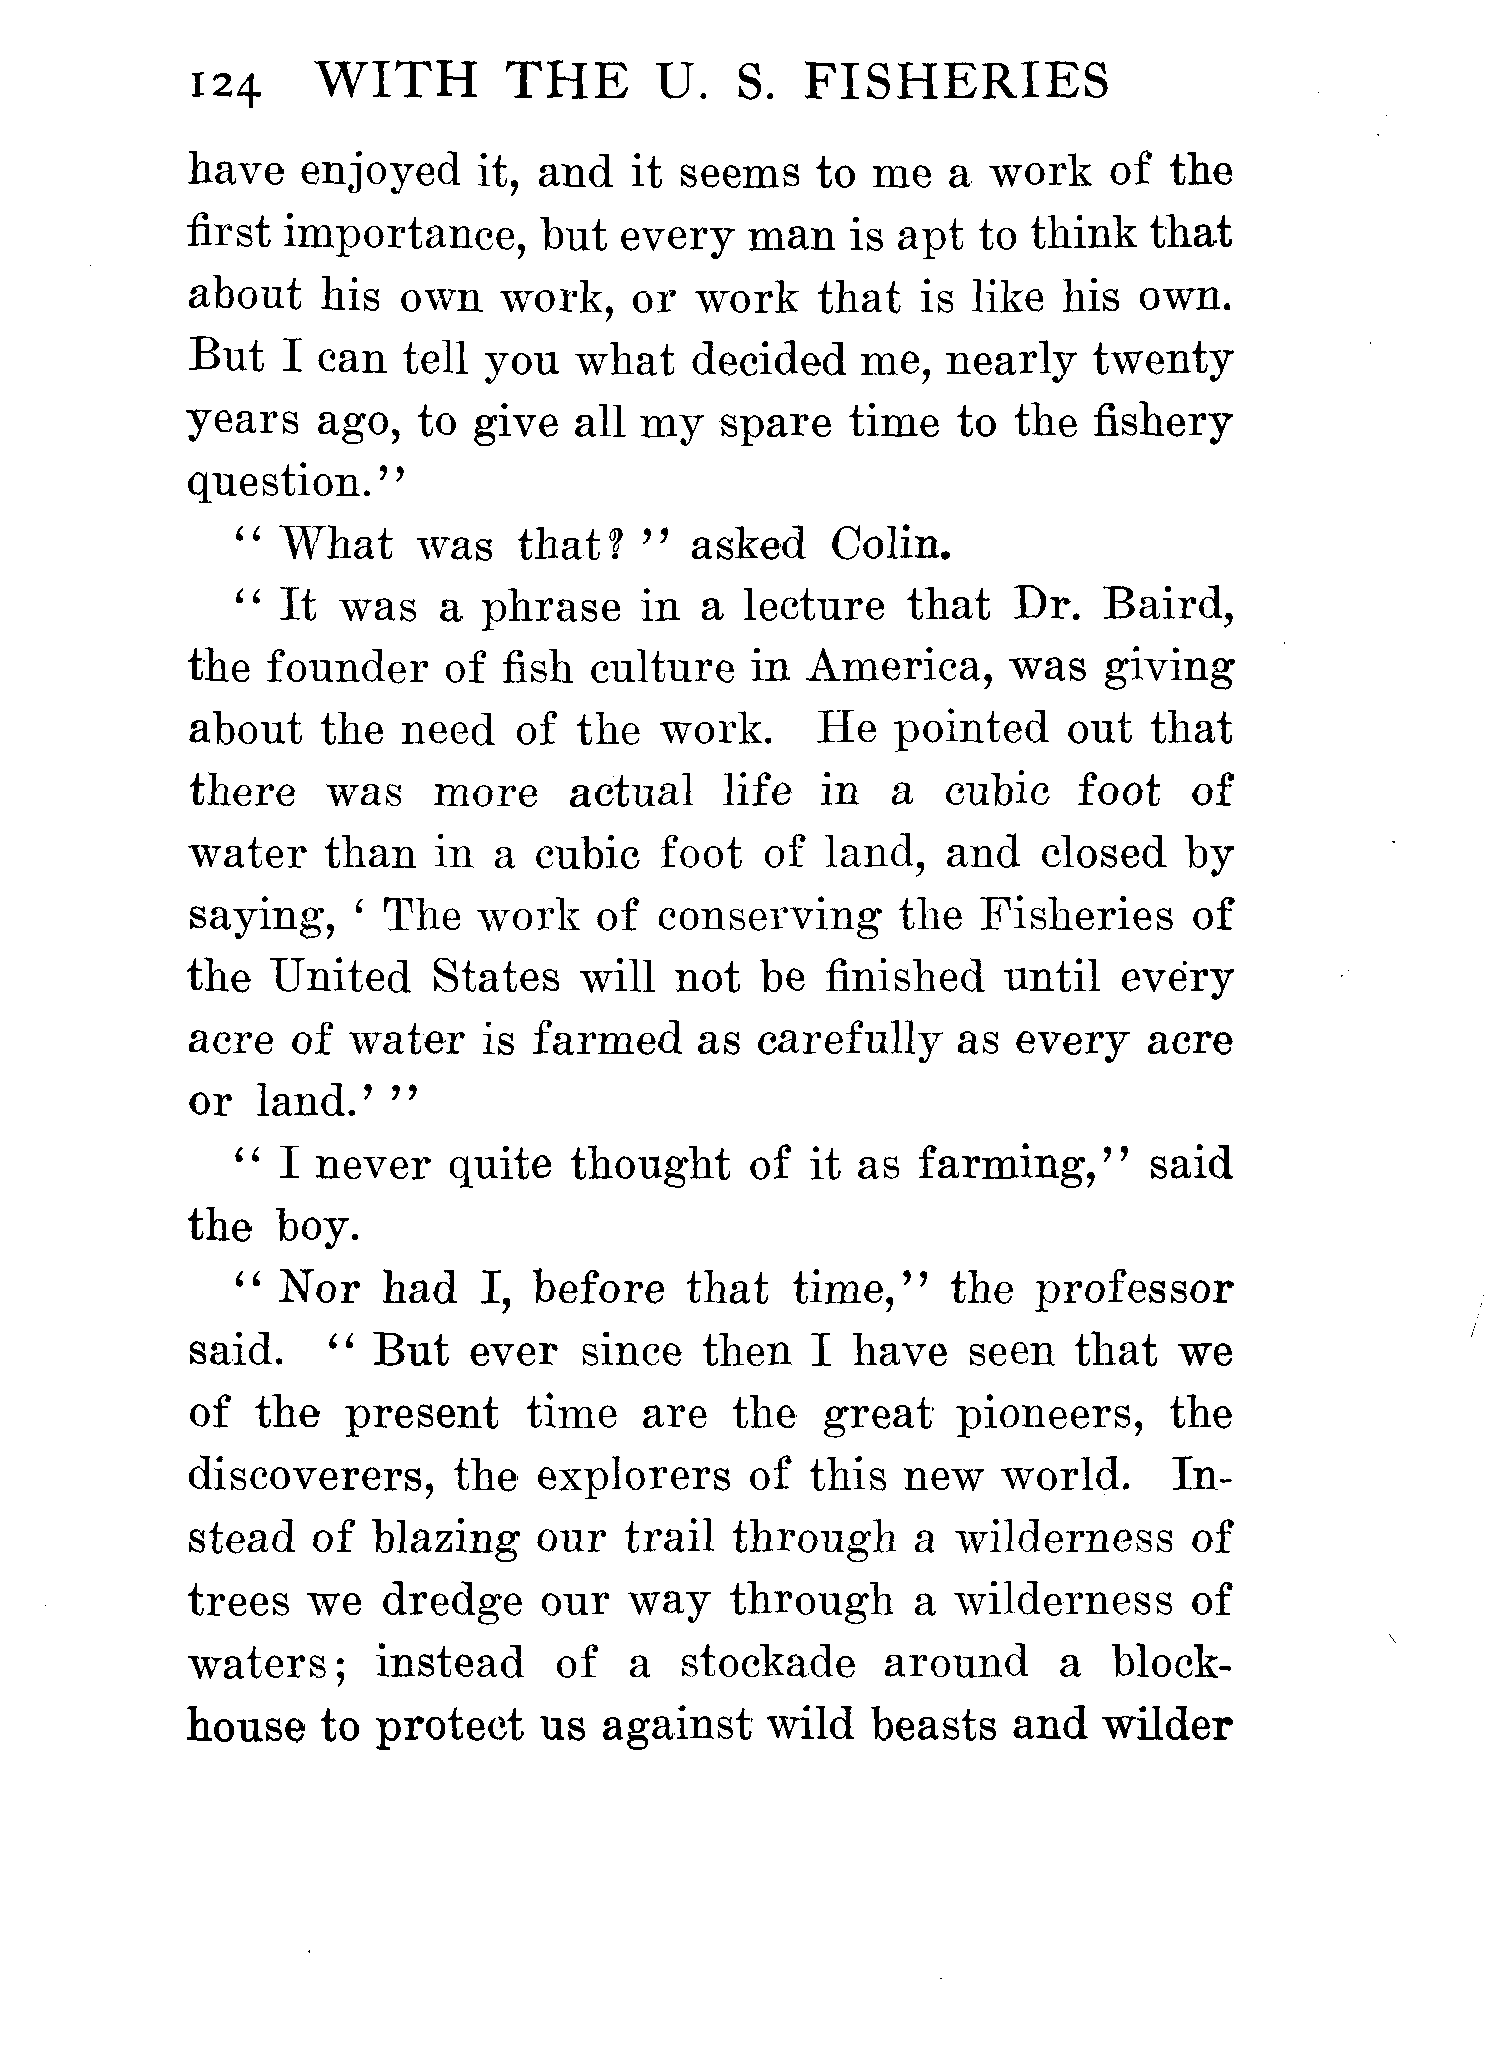 124 WITH THE U. S. FISHERIES
have enjoyed it, and it seems to me a work of the
first importance, but every man is apt to think that
about his own work, or work that is like his own.
But I can tell you what decided me, nearly twenty
years ago, to give all my spare time to the fishery
question.”
“ What was that? ” asked Colin.
“ It was a phrase in a lecture that Dr. Baird,
the founder of fish culture in America, was giving
about the need of the work. He pointed out that
there was more actual life in a cubic foot of
water than in a cubic foot of land, and closed by
saying, ‘ The work of conserving the Fisheries of
the United States will not be finished until every
acre of water is farmed as carefully as every acre
or land.’ ”
“ I never quite thought of it as farming,” said
the boy.
“ Nor had I, before that time,” the professor
said. “ But ever since then I have seen that we
of the present time are the great pioneers, the
discoverers, the explorers of this new world. In-
stead of blazing our trail through a wilderness of
trees we dredge our way through a wilderness of
waters; instead of a stockade around a block-
house to protect us against wild beasts and wilder